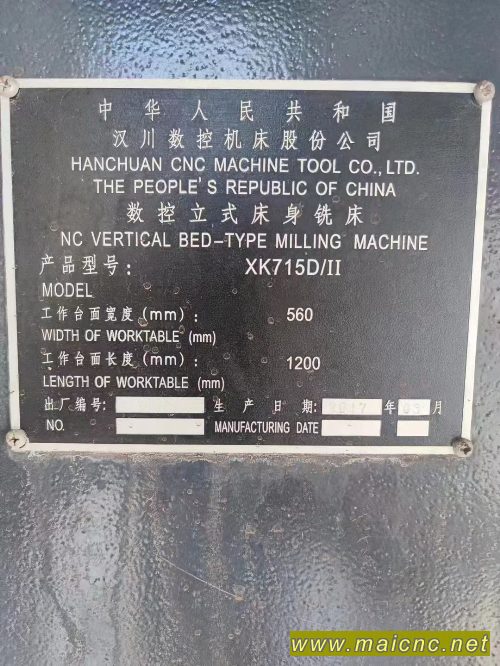 中华人民共和国
汉川数控机床股份公司
HANCHUAN CNC MACHINE TOOL CO., LTD.
THE PEOPLE'S REPUBLIC OF CHINA
数控立式床身铣床
NC VERTICAL BED-TYPE MILLING MACHINE
产品型号: XK715D/II
MODEL
工作台面宽度(mm): 560
WIDTH OF WORKTABLE (mm)
工作台面长度(mm): 1200
LENGTH OF WORKTABLE (mm)
出厂编号: 生产日期: 2017 年 月
NO. MANUFACTURING DATE
www.maicnc.net